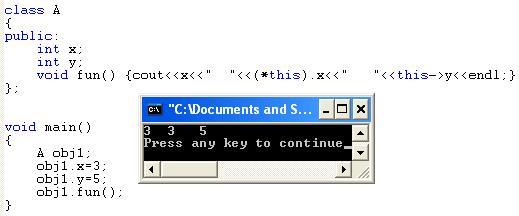 class A
{
public:
    int x;
    int y;
    void fun() {cout<<x<<"  "<<(*this).x<<"   "<<this->y<<endl;}
};
void main()
{
    A obj1;
    obj1.x=3;
    obj1.y=5;
    obj1.fun();
}
"C:\Documents and S...
3  3   5
Press any key to continue_